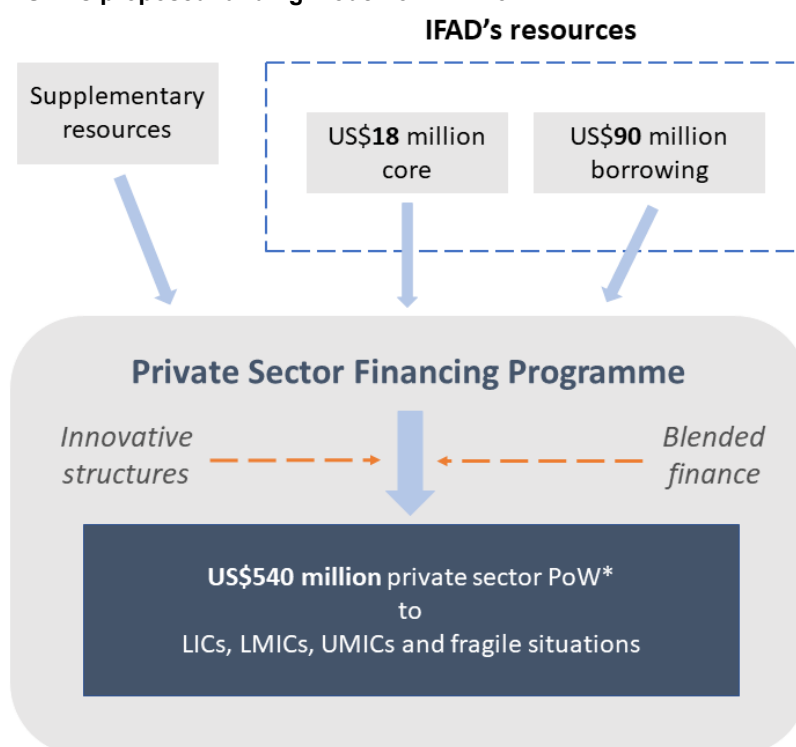 IFAD's resources
Supplementary
resources
US$18 million
core
US$90 million
borrowing
Private Sector Financing Programme
Innovative
structures
Blended
finance
US$540 million private sector PoW*
to
LICs, LMICs, UMICs and fragile situations